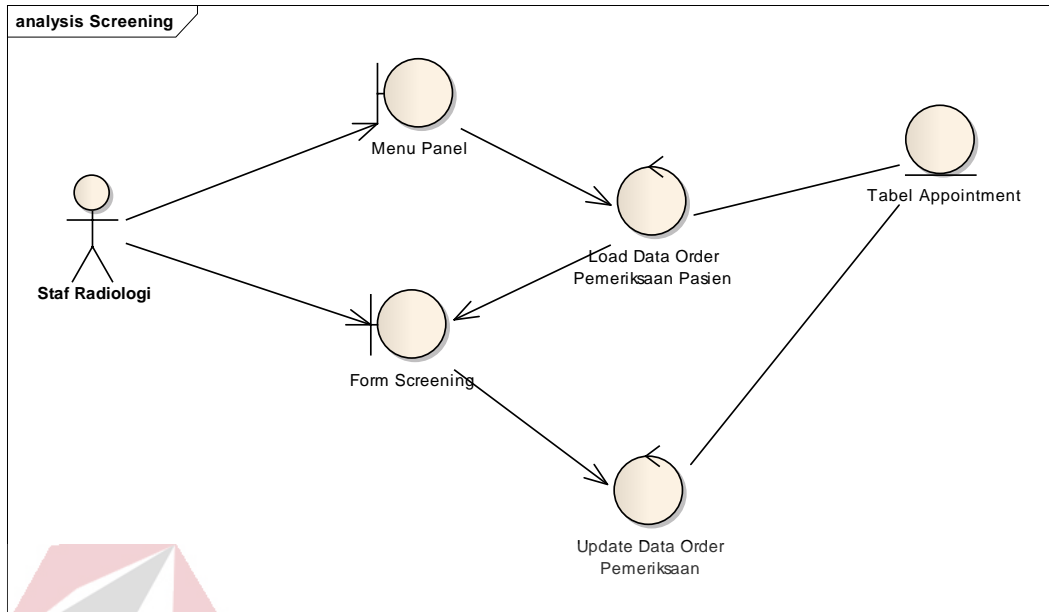 analysis Screening
Menu Panel
Tabel Appointment
Load Data Order
Pemeriksaan Pasien
Staf Radiologi
Form Screening
Update Data Order
Pemeriksaan